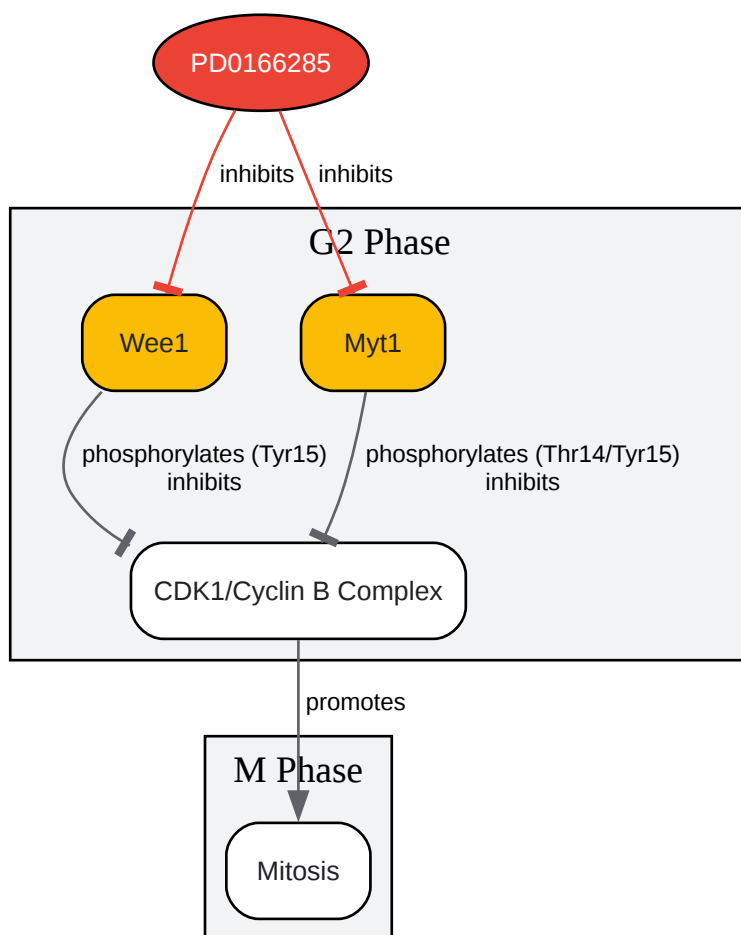 PD0166285
inhibits
inhibits
G2 Phase
Wee1
Myt1
phosphorylates (Tyr15)
inhibits
phosphorylates (Thr14/Tyr15)
inhibits
CDK1/Cyclin B Complex
promotes
M Phase
Mitosis